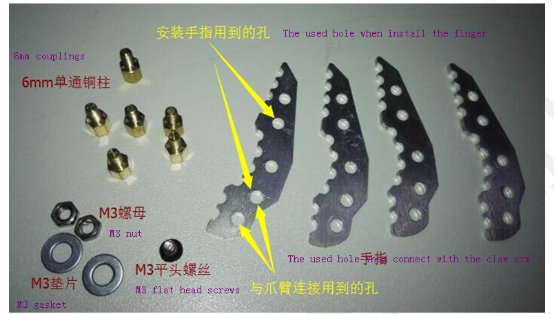 安装手指用到的孔 The used hole when install the finger
6mm couplings
6mm单通铜柱
M3螺母
M3 nut
M3平头螺丝
M3 flat head screws
M3垫片
M3 gasket
手指
The used hole connect with the claw arm
与爪臂连接用到的孔